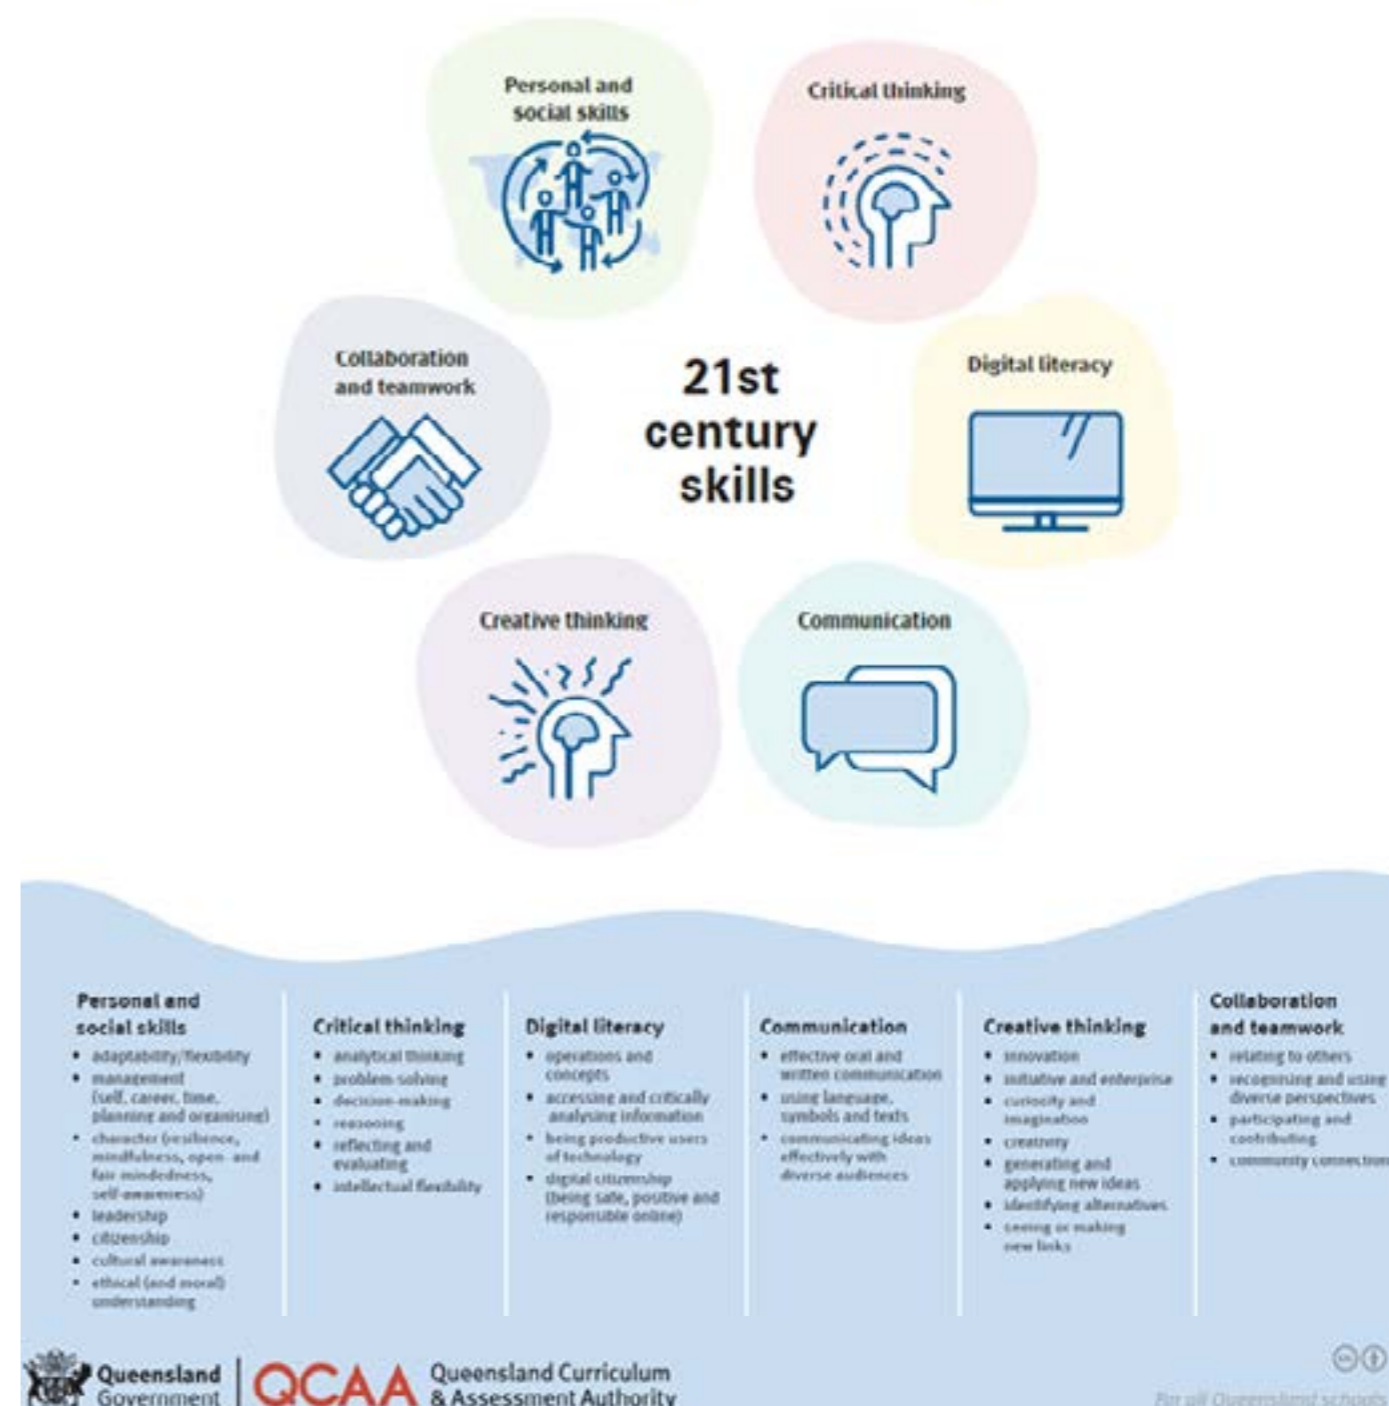 Personal and
social skills
Critical thinking
Collaboration
and teamwork
21st
century
skills
Digital literacy
Creative thinking
Communication
Personal and
social skills
• adaptability/flexibility
• management
(self, career, time,
planning and organising)
• character (resilience,
mindfulness, open- and
fair-mindedness,
self-awareness)
• leadership
• citizenship
• cultural awareness
• ethical (and moral)
understanding
Critical thinking
• analytical thinking
• problem-solving
• decision-making
• reasoning
• reflecting and
evaluating
• intellectual flexibility
Digital literacy
• operations and
concepts
• accessing and critically
analysing information
• being productive users
of technology
• digital citizenship
(being safe, positive and
responsible online)
Communication
• effective oral and
written communication
• using language,
symbols and texts
• communicating ideas
effectively with
diverse audiences
Creative thinking
• innovation
• initiative and enterprise
• curiosity and
imagination
• creativity
• generating and
applying new ideas
• identifying alternatives
• seeing or making
new links
Collaboration
and teamwork
• relating to others
• recognising and using
diverse perspectives
• participating and
contributing
• community connection
Queensland
Government
QCAA
Queensland Curriculum
& Assessment Authority
cc
For all Queensland schools